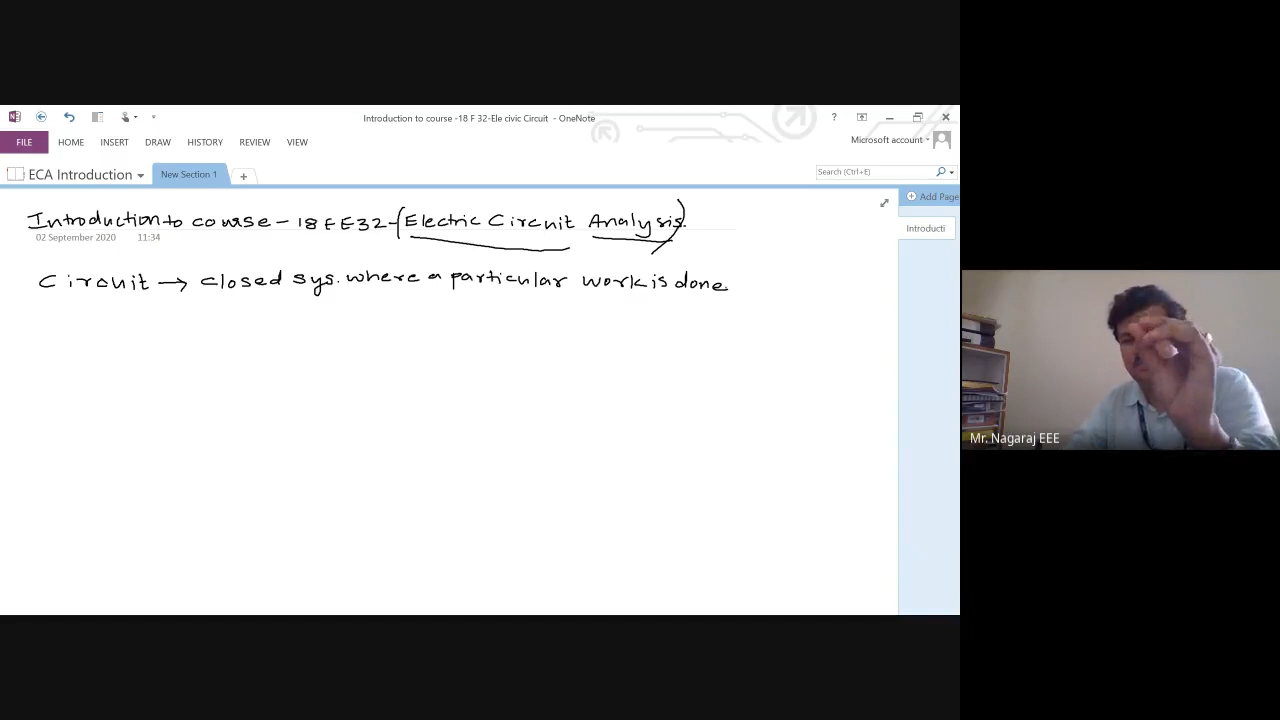 Introduction to course -18 F 32-Ele civic Circuit - OneNote
?
FILE HOME INSERT DRAW HISTORY REVIEW VIEW
Microsoft account
ECA Introduction New Section 1
Search (Ctrl+E)
Add Page
Introducti
Introduction to course - 18EE32-(Electric Circuit Analysis).
02 September 2020 11:34
Circuit → closed sys. where a particular work is done.
Mr. Nagaraj EEE